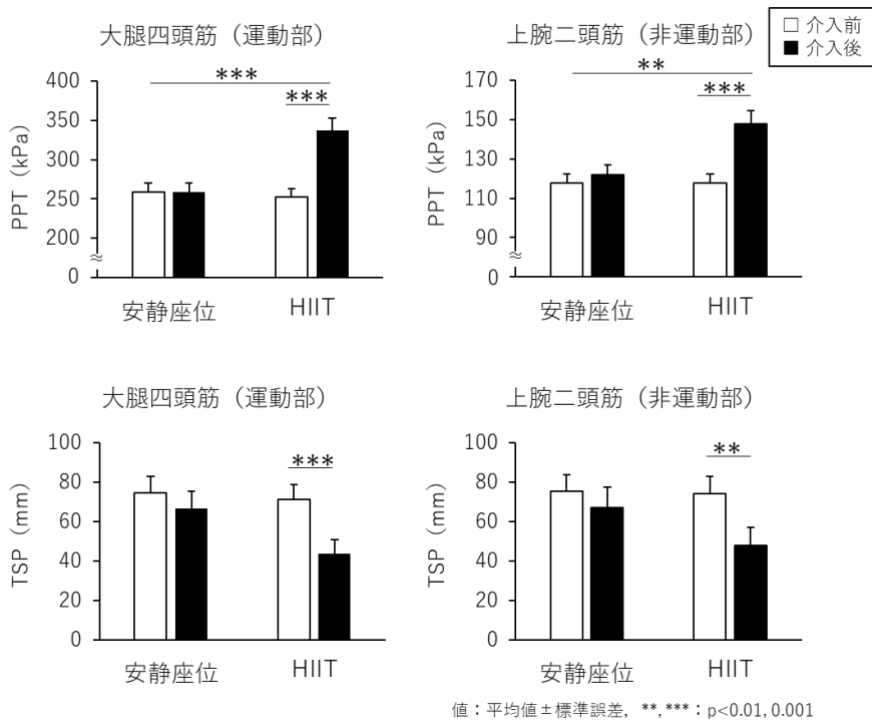 □ 介入前
■ 介入後
大腿四頭筋（運動部）
PPT（kPa）
400
350
300
250
200
0
≈
***
***
安静座位
HIIT
上腕二頭筋（非運動部）
PPT（kPa）
170
150
130
110
90
0
≈
**
***
安静座位
HIIT
大腿四頭筋（運動部）
TSP（mm）
100
80
60
40
20
0
***
安静座位
HIIT
上腕二頭筋（非運動部）
TSP（mm）
100
80
60
40
20
0
**
安静座位
HIIT
値：平均値±標準誤差，**,***：p<0.01, 0.001